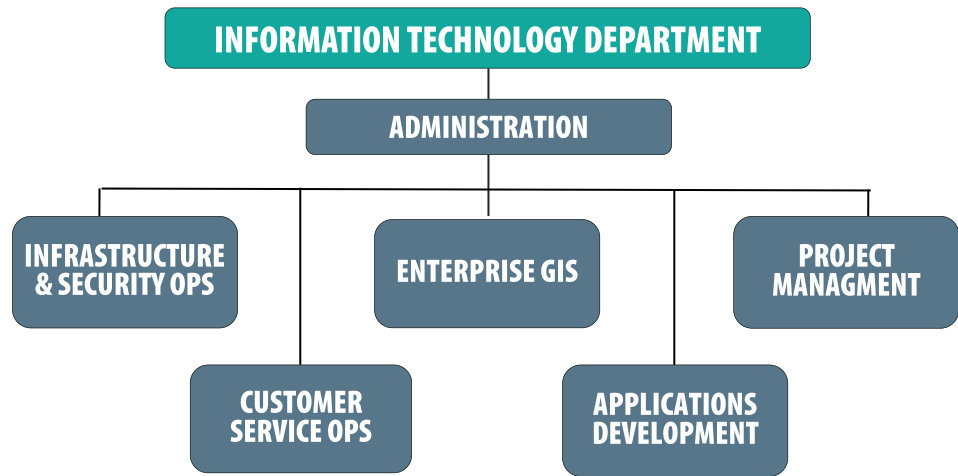 INFORMATION TECHNOLOGY DEPARTMENT
ADMINISTRATION
INFRASTRUCTURE
& SECURITY OPS
ENTERPRISE GIS
PROJECT
MANAGMENT
CUSTOMER
SERVICE OPS
APPLICATIONS
DEVELOPMENT